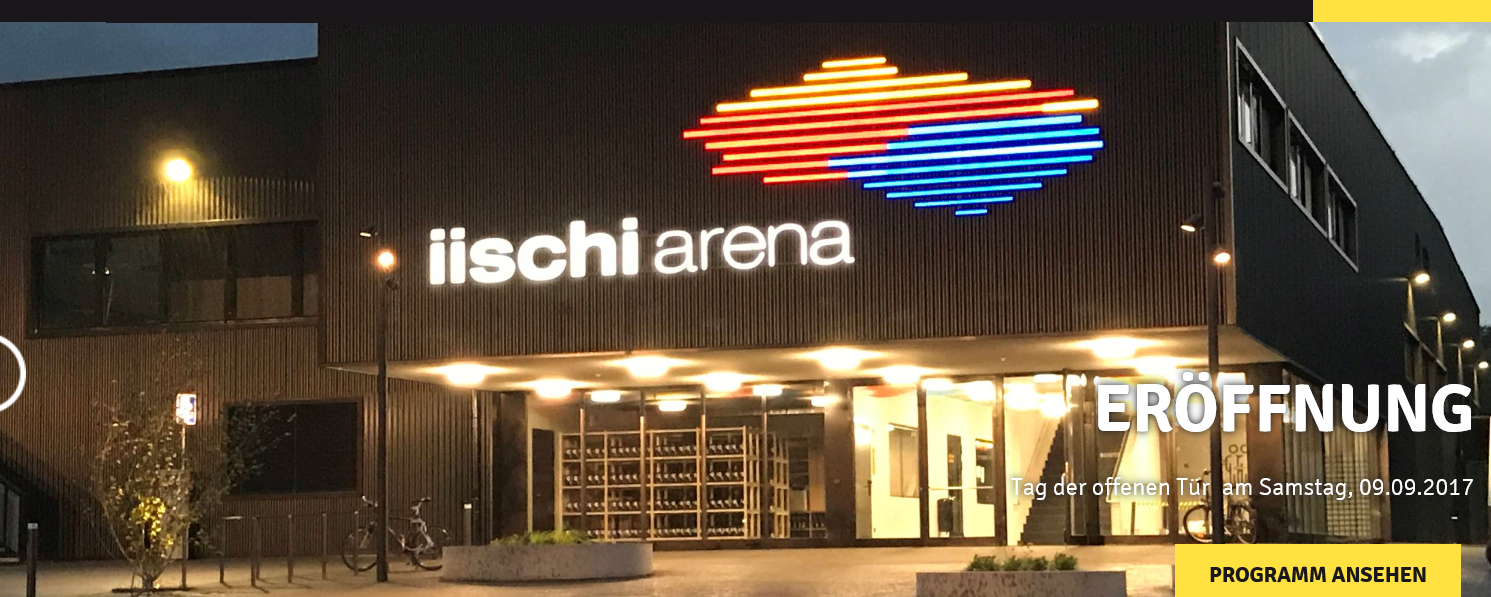 iischi arena
ERÖFFNUNG
Tag der offenen Tür am Samstag, 09.09.2017
PROGRAMM ANSEHEN